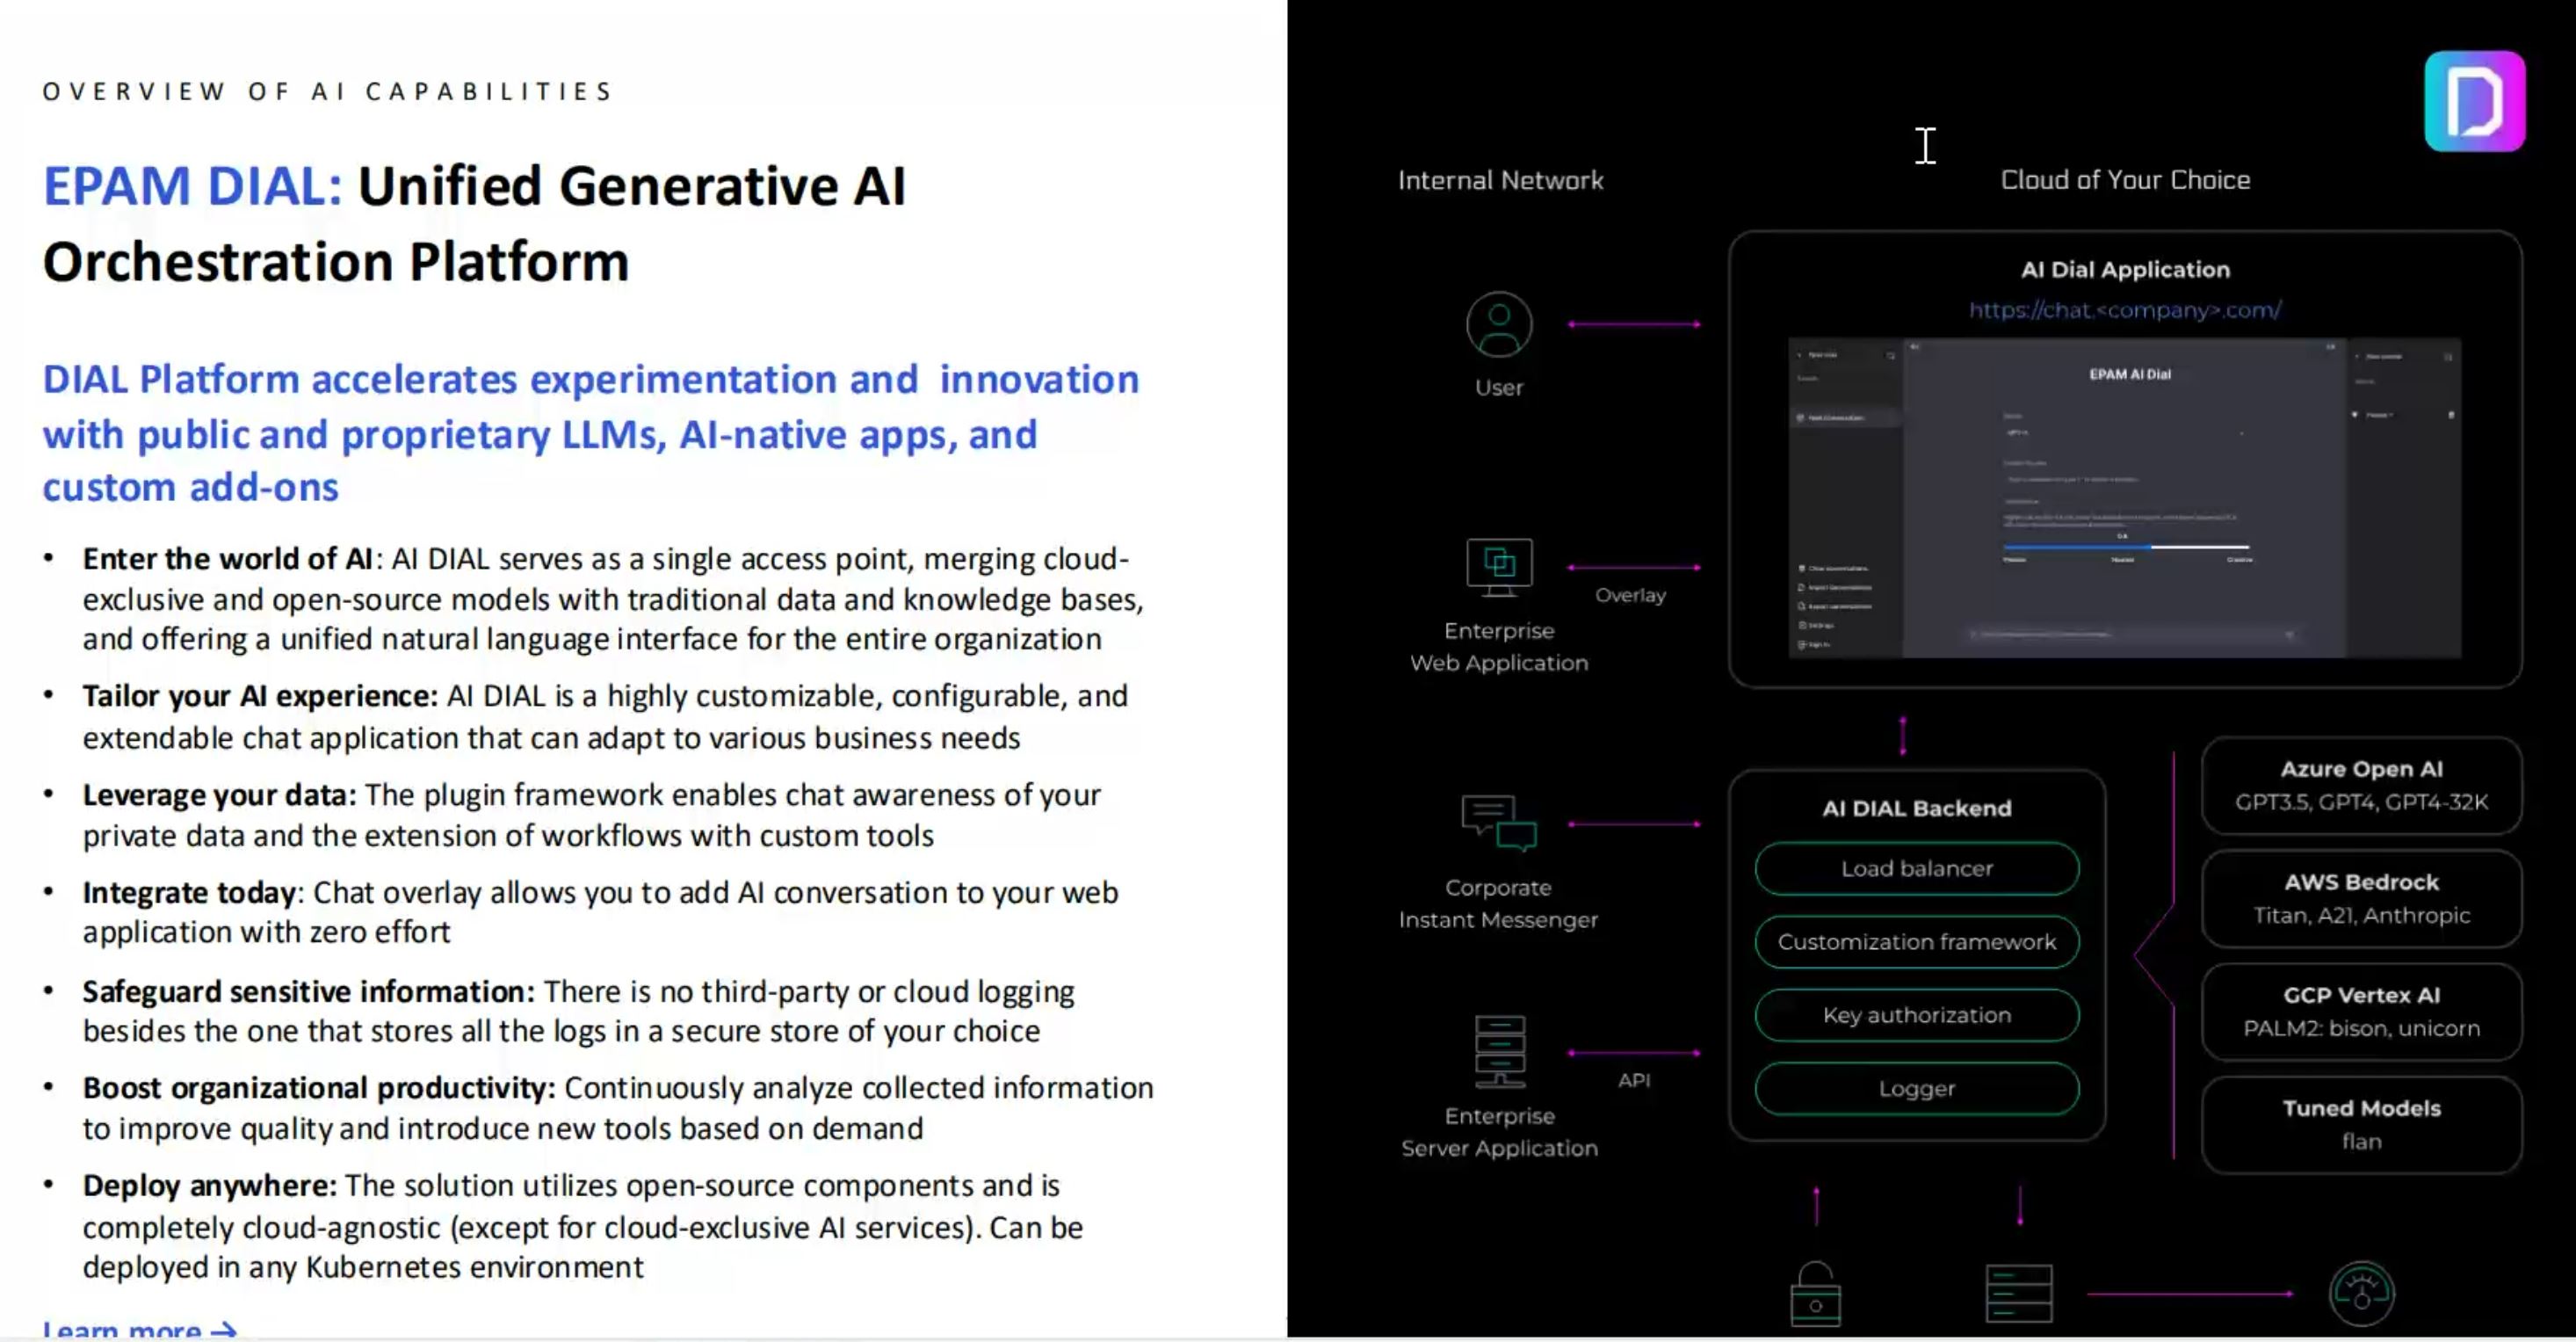 OVERVIEW OF AI CAPABILITIES
EPAM DIAL: Unified Generative AI
Orchestration Platform
DIAL Platform accelerates experimentation and innovation
with public and proprietary LLMs, AI-native apps, and
custom add-ons
• Enter the world of AI: AI DIAL serves as a single access point, merging cloud-
exclusive and open-source models with traditional data and knowledge bases,
and offering a unified natural language interface for the entire organization
• Tailor your AI experience: AI DIAL is a highly customizable, configurable, and
extendable chat application that can adapt to various business needs
• Leverage your data: The plugin framework enables chat awareness of your
private data and the extension of workflows with custom tools
• Integrate today: Chat overlay allows you to add AI conversation to your web
application with zero effort
• Safeguard sensitive information: There is no third-party or cloud logging
besides the one that stores all the logs in a secure store of your choice
• Boost organizational productivity: Continuously analyze collected information
to improve quality and introduce new tools based on demand
• Deploy anywhere: The solution utilizes open-source components and is
completely cloud-agnostic (except for cloud-exclusive AI services). Can be
deployed in any Kubernetes environment
Learn more →
Internal Network
Cloud of Your Choice
User
Overlay
Enterprise
Web Application
Corporate
Instant Messenger
API
Enterprise
Server Application
AI Dial Application
https://chat.<company>.com/
EPAM AI Dial
Settings
AI DIAL Backend
Load balancer
Customization framework
Key authorization
Logger
Azure Open AI
GPT3.5, GPT4, GPT4-32K
AWS Bedrock
Titan, A21, Anthropic
GCP Vertex AI
PALM2: bison, unicorn
Tuned Models
flan